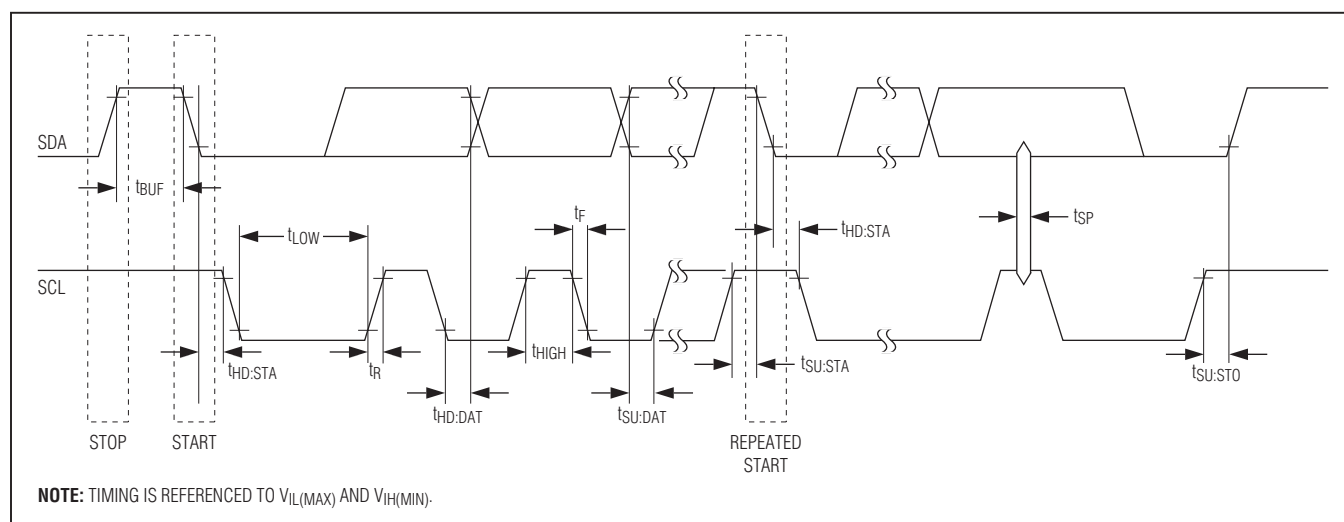 SDA
tBUF
tLOW
tF
tHD:STA
tSP
SCL
tHD:STA
tR
tHIGH
tHD:DAT
tSU:DAT
tSU:STA
tSU:STO
STOP
START
REPEATED
START
NOTE: TIMING IS REFERENCED TO VIL(MAX) AND VIH(MIN).